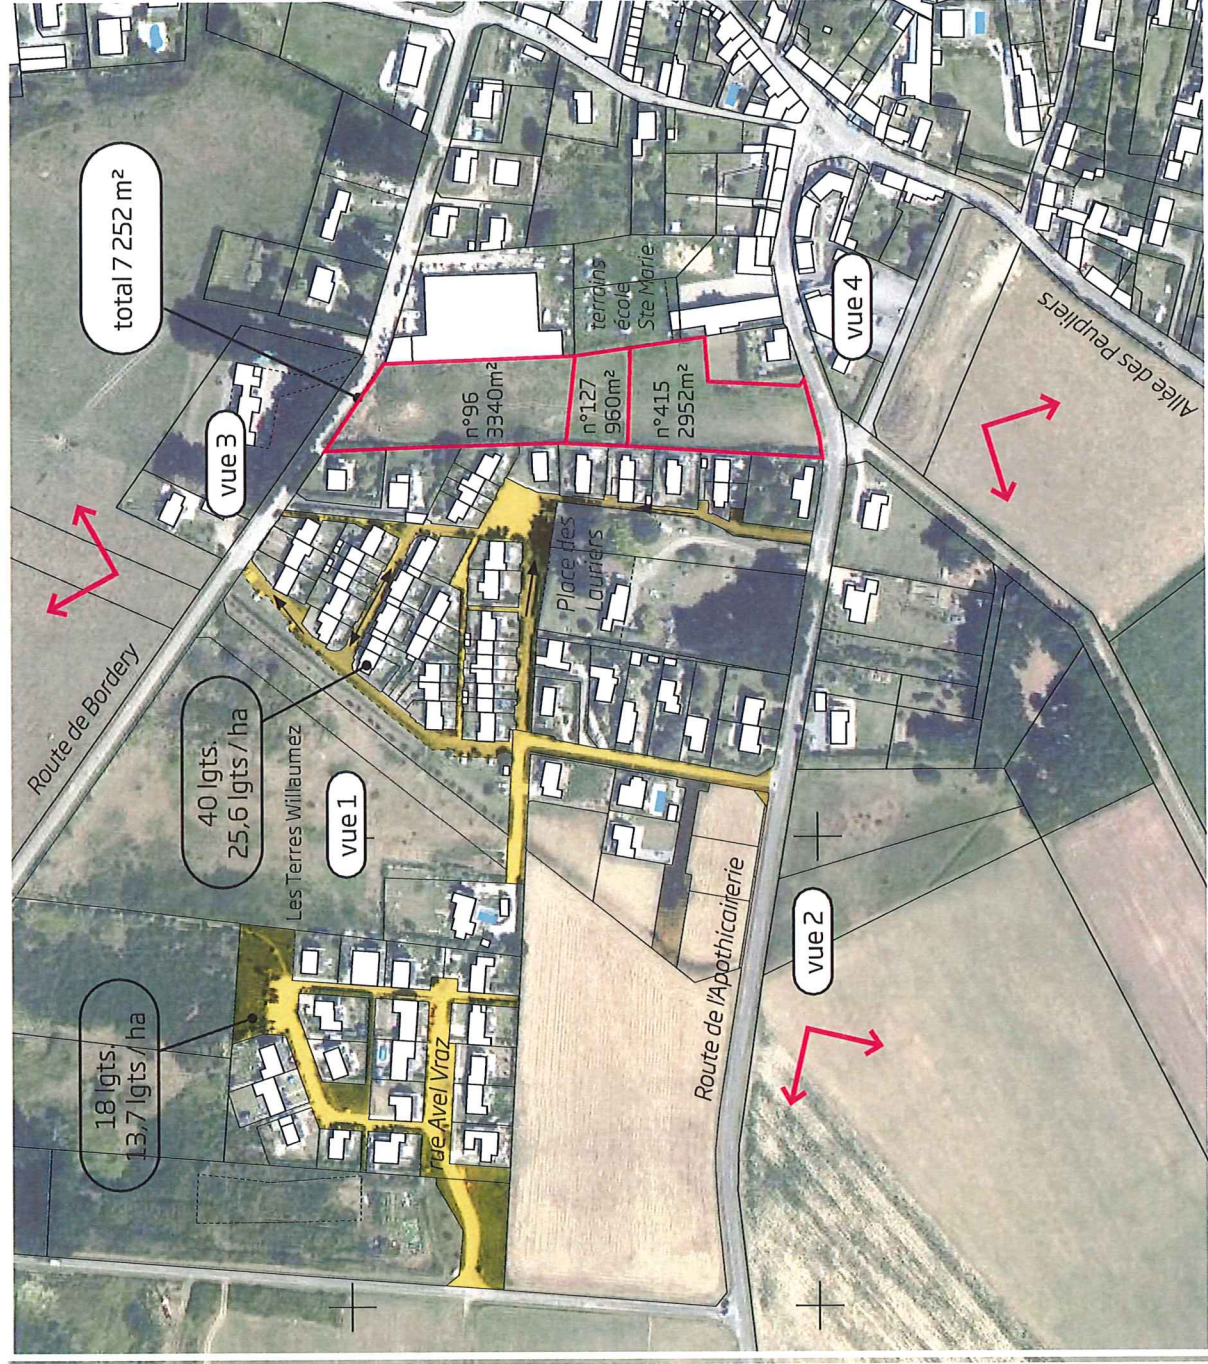 18 lgts.
13,7 lgts / ha
Route de Bordery
total 7 252 m²
40 lgts.
25,6 lgts / ha
vue 3
Les Terres Willaumez
vue 1
rue Avel Vraz
n°96
3340m²
Place des
Lauriers
n°127
960m²
terrains
école
Ste Marie
n°415
2952m²
Route de l'Apothicairerie
vue 2
vue 4
Allée des Peupliers